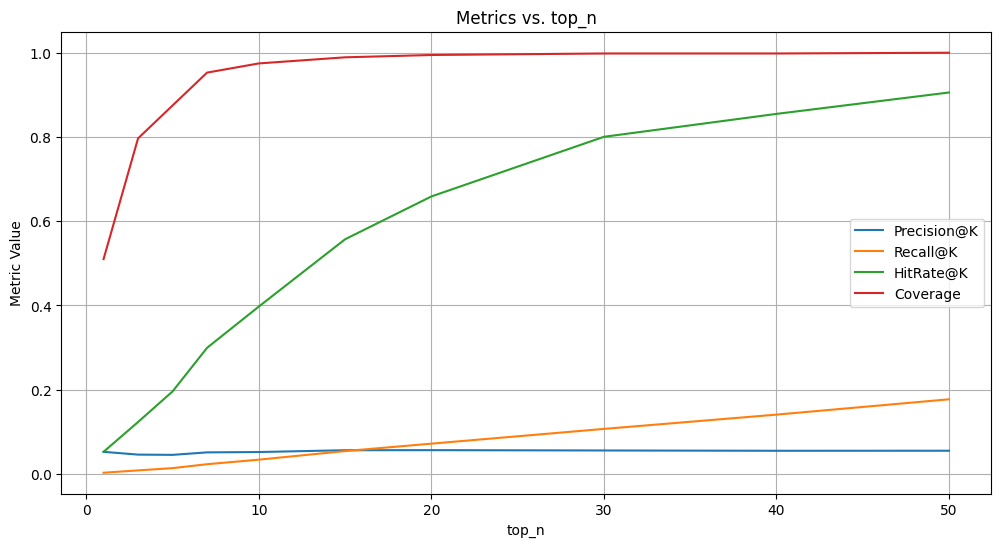 Metrics vs. top_n
Metric Value
1.0
0.8
0.6
0.4
0.2
0.0
Precision@K
Recall@K
HitRate@K
Coverage
0
10
20
30
40
50
top_n